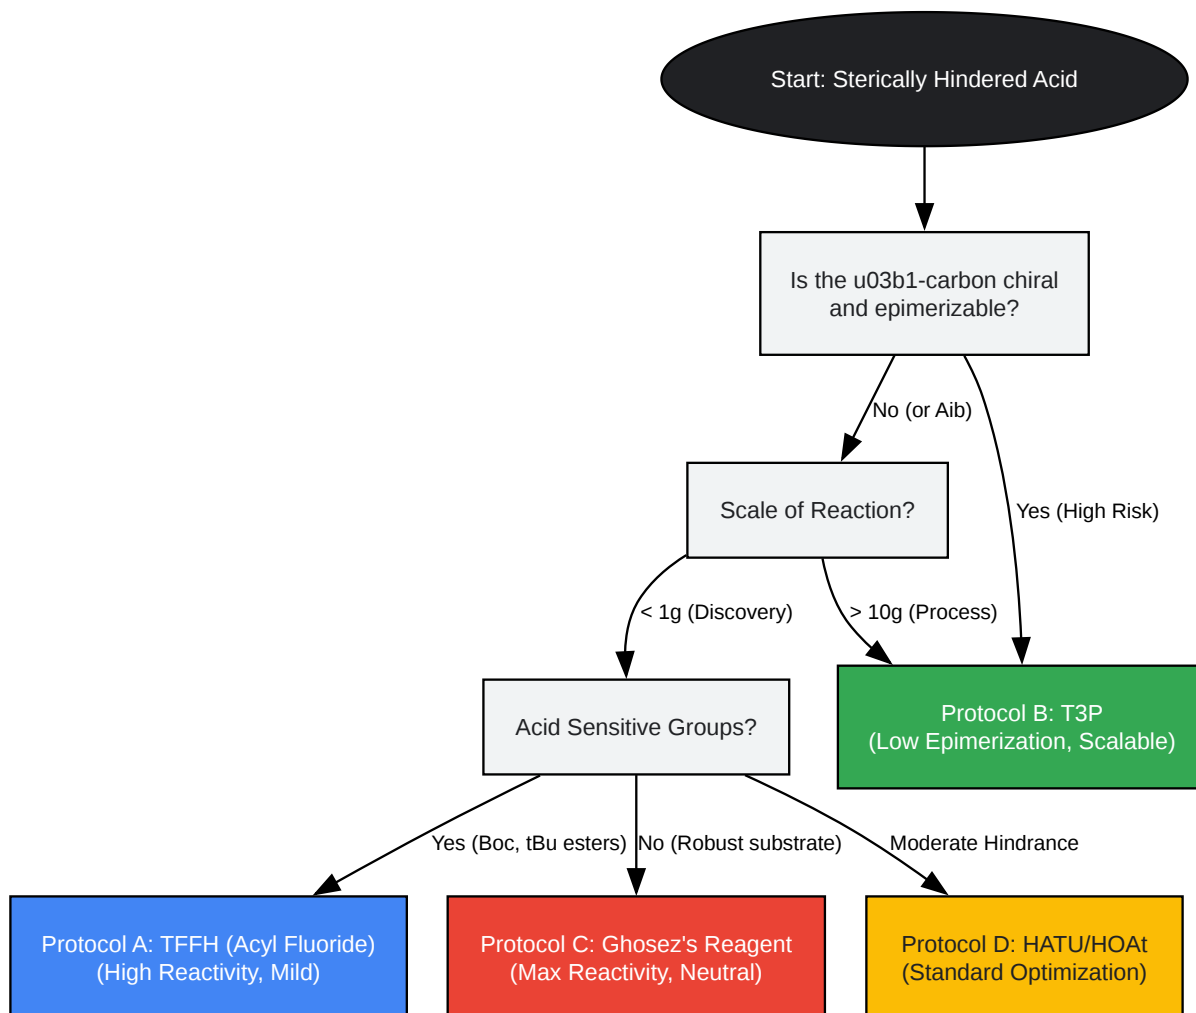 Start: Sterically Hindered Acid
Is the u03b1-carbon chiral
and epimerizable?
No (or Aib)
Scale of Reaction?
Yes (High Risk)
< 1g (Discovery)
> 10g (Process)
Acid Sensitive Groups?
Protocol B: T3P
(Low Epimerization, Scalable)
Yes (Boc, tBu esters)
No (Robust substrate)
Moderate Hindrance
Protocol A: TFFH (Acyl Fluoride)
(High Reactivity, Mild)
Protocol C: Ghosez's Reagent
(Max Reactivity, Neutral)
Protocol D: HATU/HOAt
(Standard Optimization)